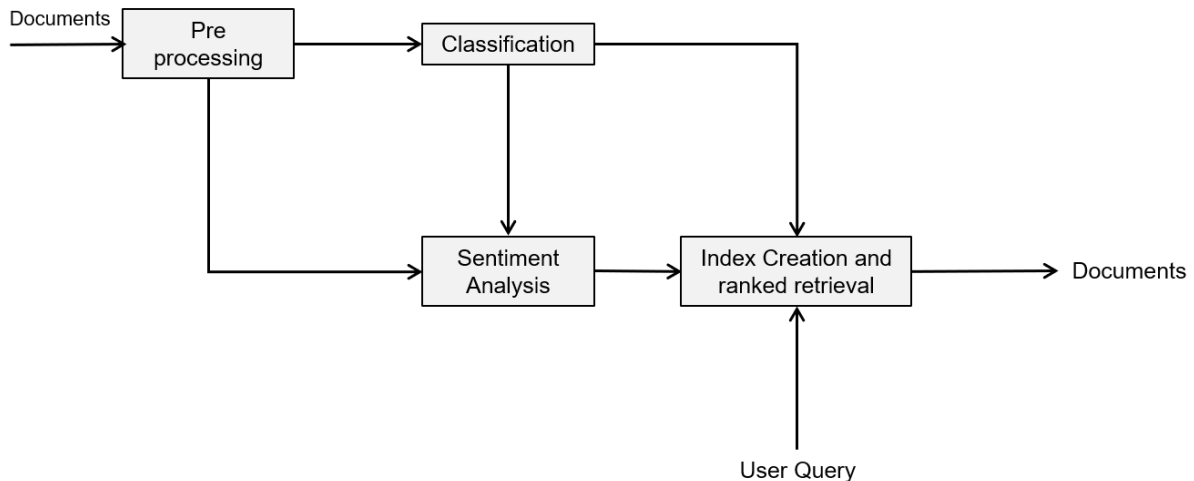 Documents
Pre
processing
Classification
Sentiment
Analysis
Index Creation and
ranked retrieval
Documents
User Query